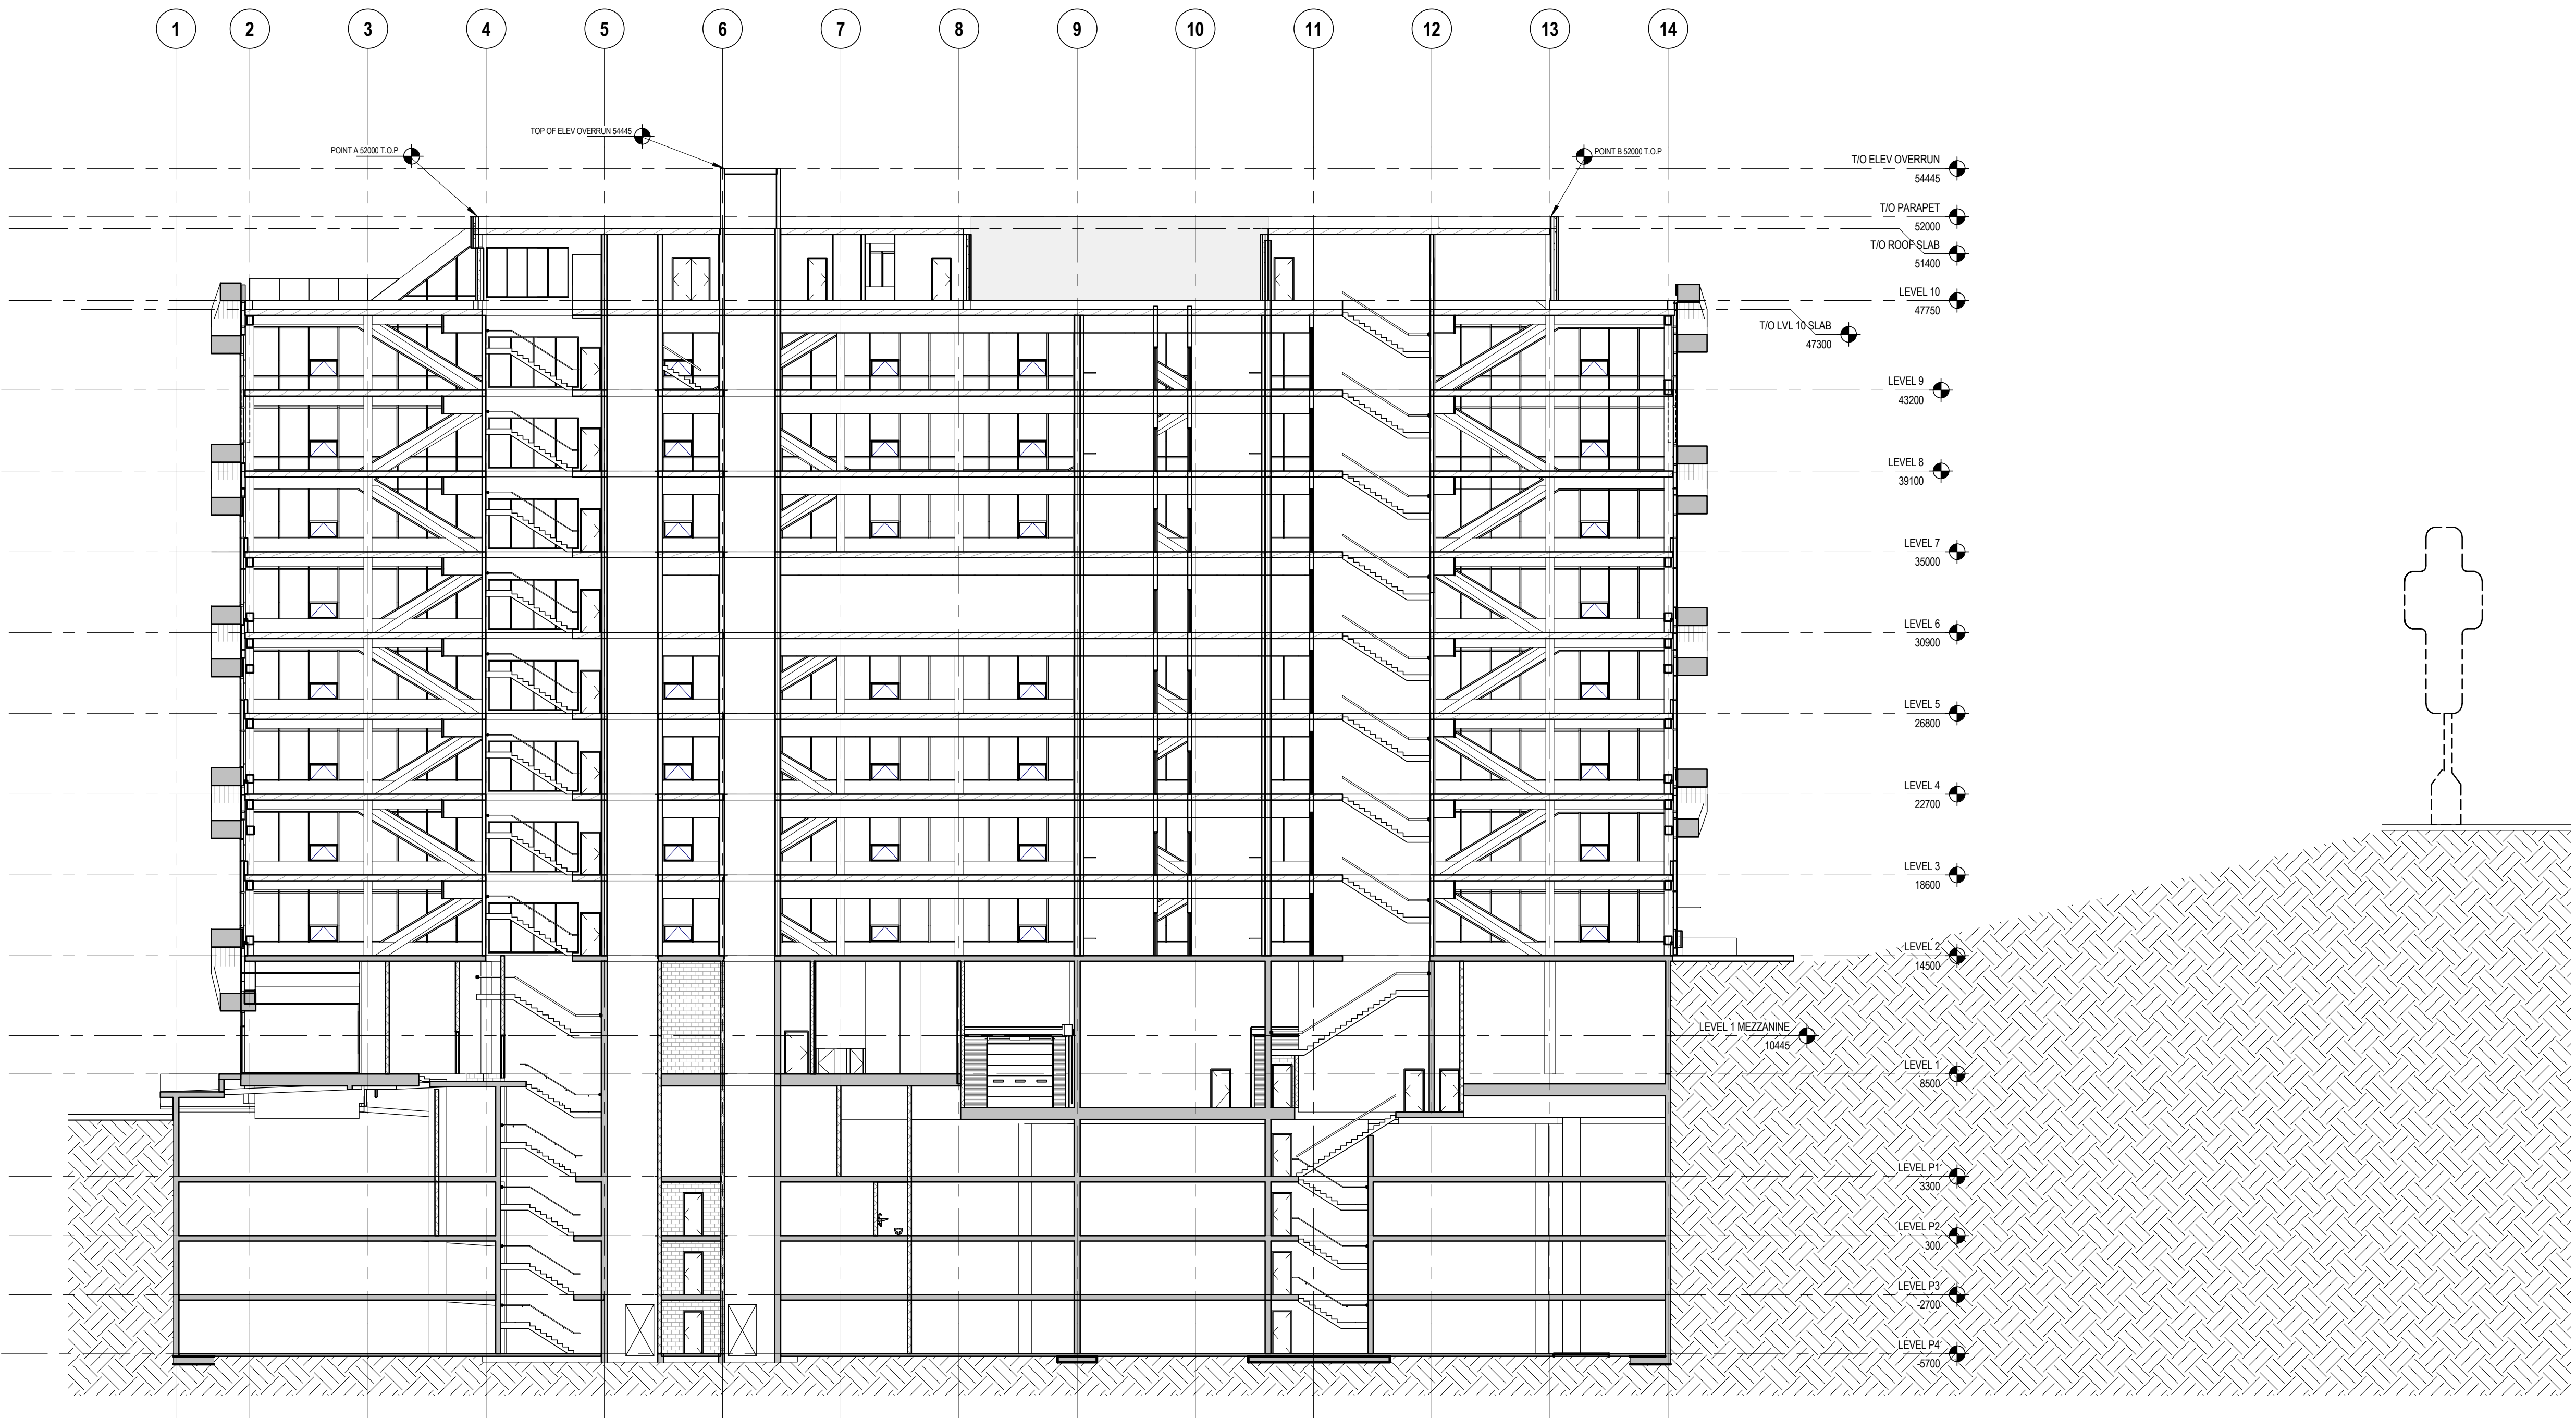 1 2 3 4 5 6 7 8 9 10 11 12 13 14
TOP OF ELEV OVERRUN 54445
POINT A 52000 T.O.P
POINT B 52000 T.O.P
T/O ELEV OVERRUN
54445
T/O PARAPET
52000
T/O ROOF SLAB
51400
LEVEL 10
47750
T/O LVL 10 SLAB
47300
LEVEL 9
43200
LEVEL 8
39100
LEVEL 7
35000
LEVEL 6
30900
LEVEL 5
26800
LEVEL 4
22700
LEVEL 3
18600
LEVEL 2
14500
LEVEL 1 MEZZANINE
10445
LEVEL 1
8500
LEVEL P1
3300
LEVEL P2
300
LEVEL P3
-2700
LEVEL P4
-5700